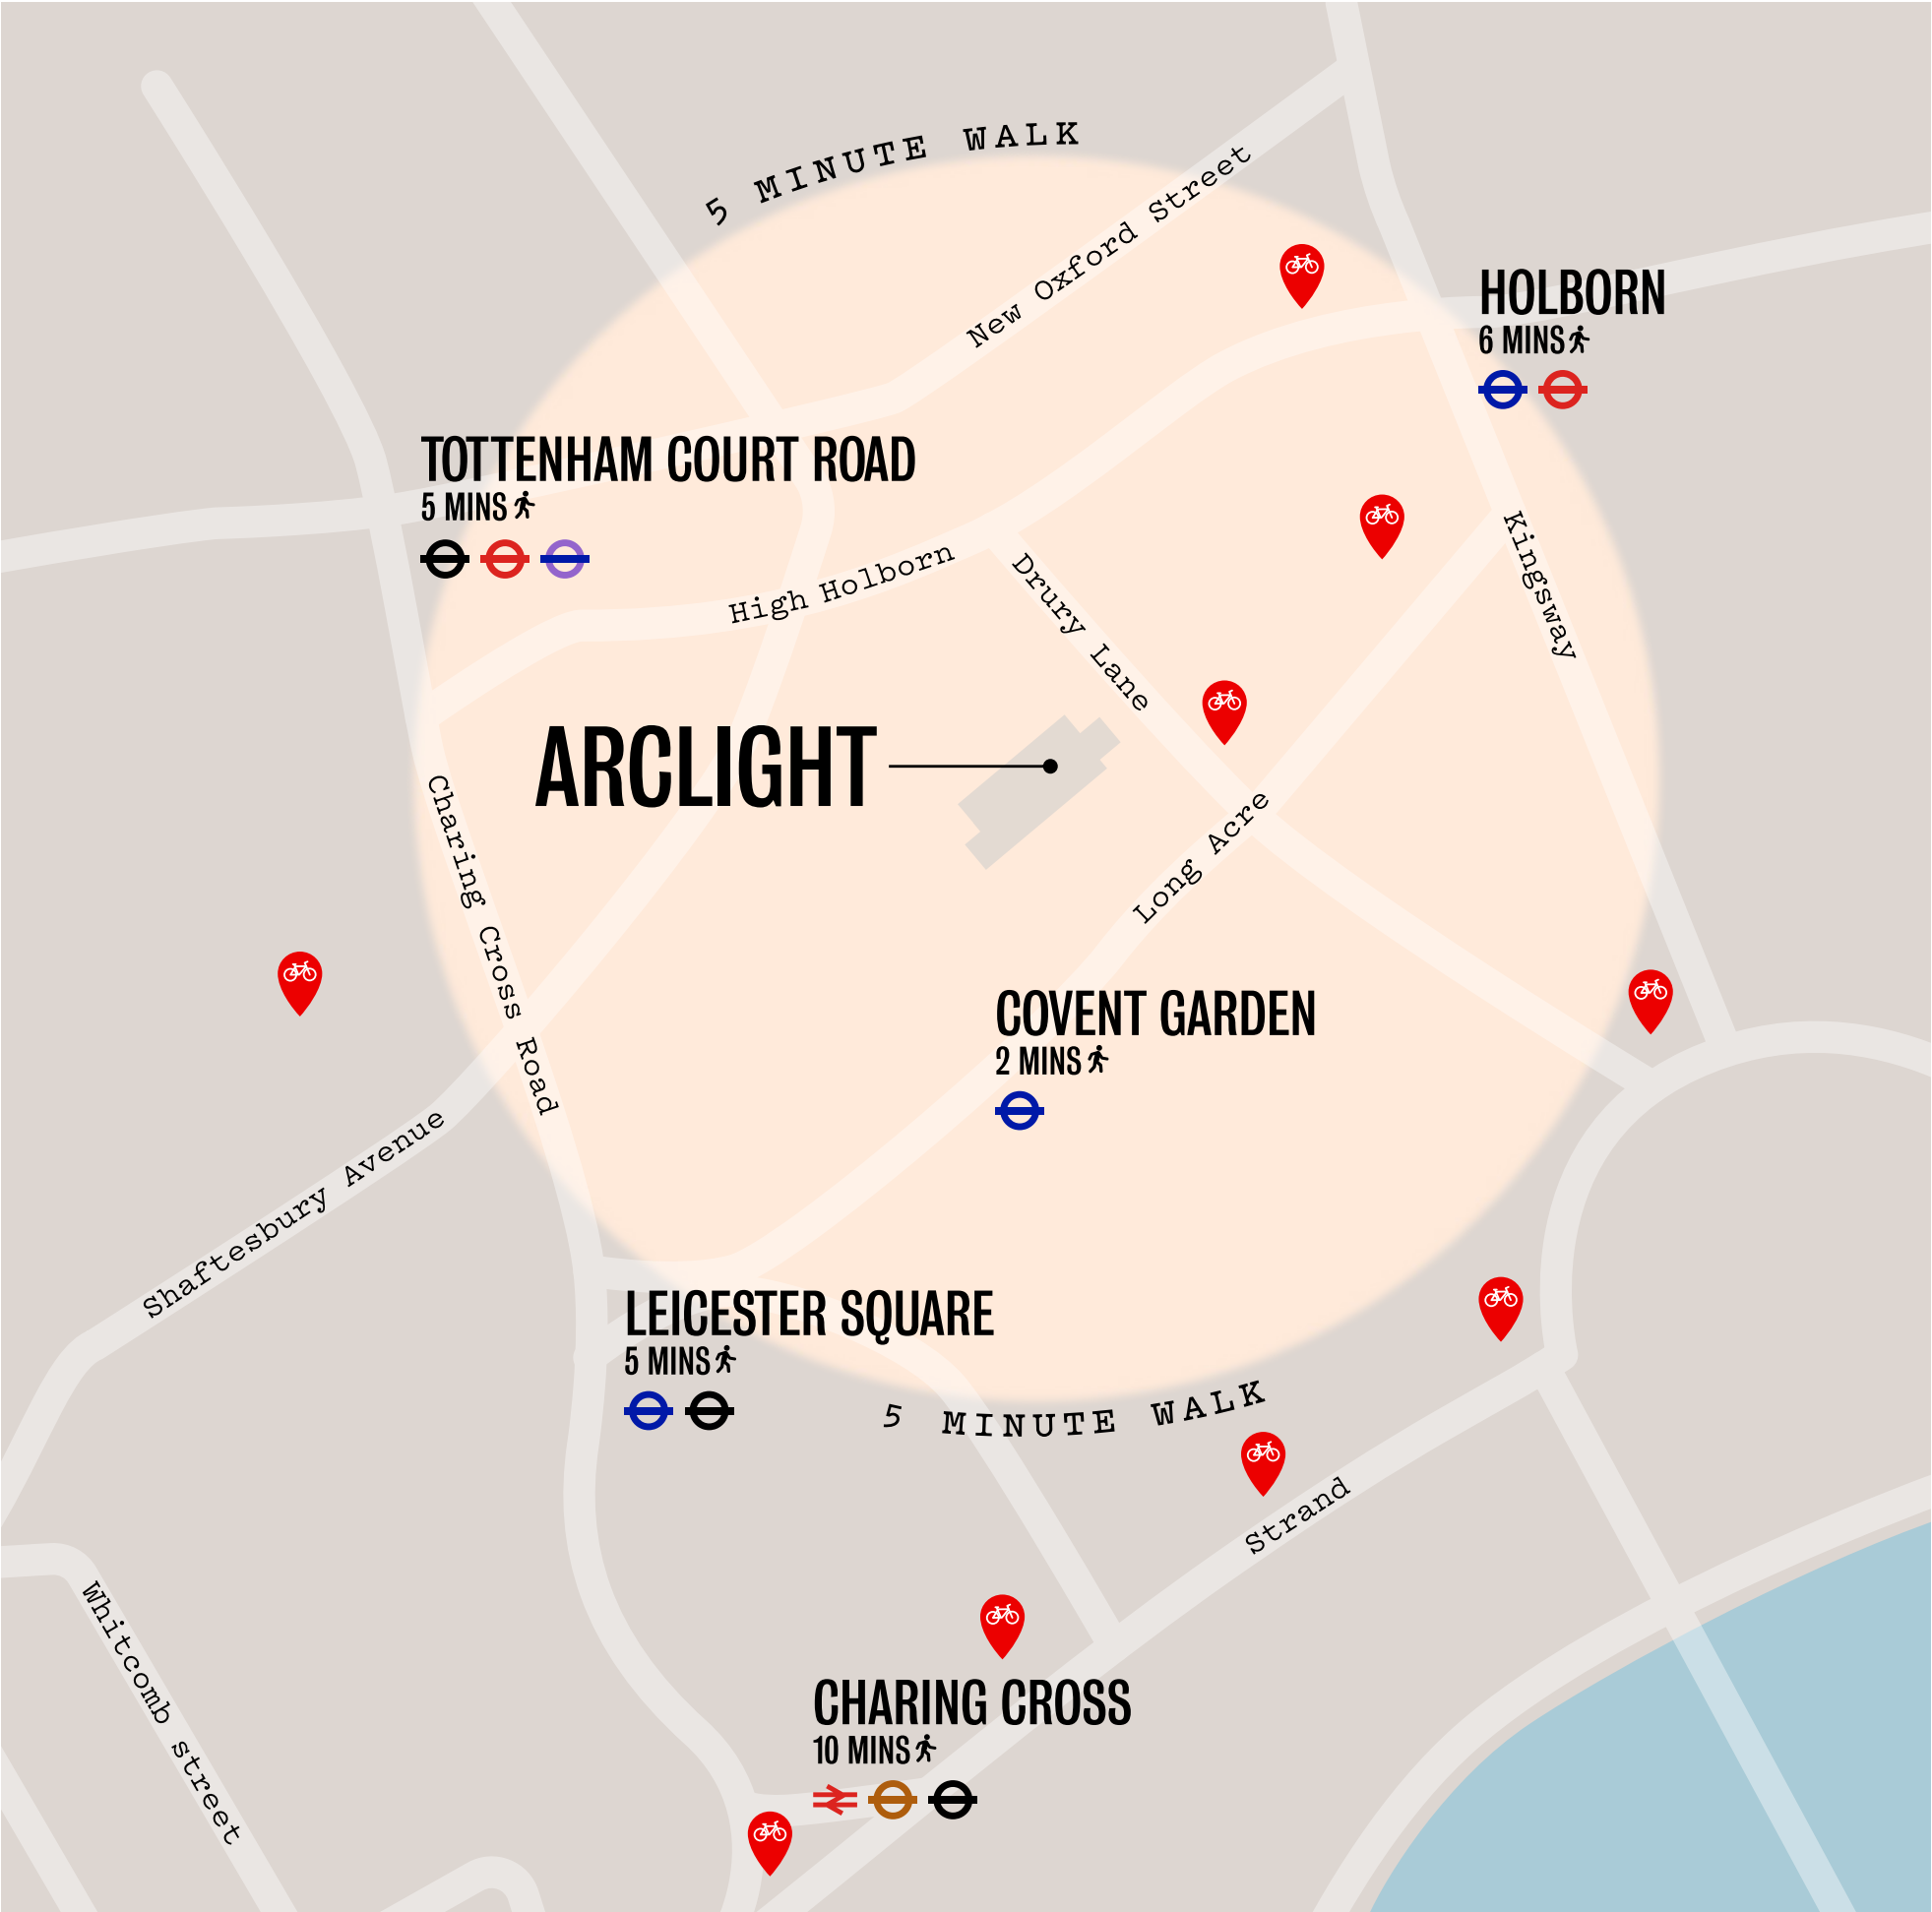 5 MINUTE WALK
New Oxford Street
HOLBORN
6 MINS
TOTTENHAM COURT ROAD
5 MINS
High Holborn
Drury Lane
Kingsway
ARCLIGHT
Charing Cross Road
Long Acre
COVENT GARDEN
2 MINS
Shaftesbury Avenue
LEICESTER SQUARE
5 MINS
5 MINUTE WALK
Strand
Whitcomb street
CHARING CROSS
10 MINS